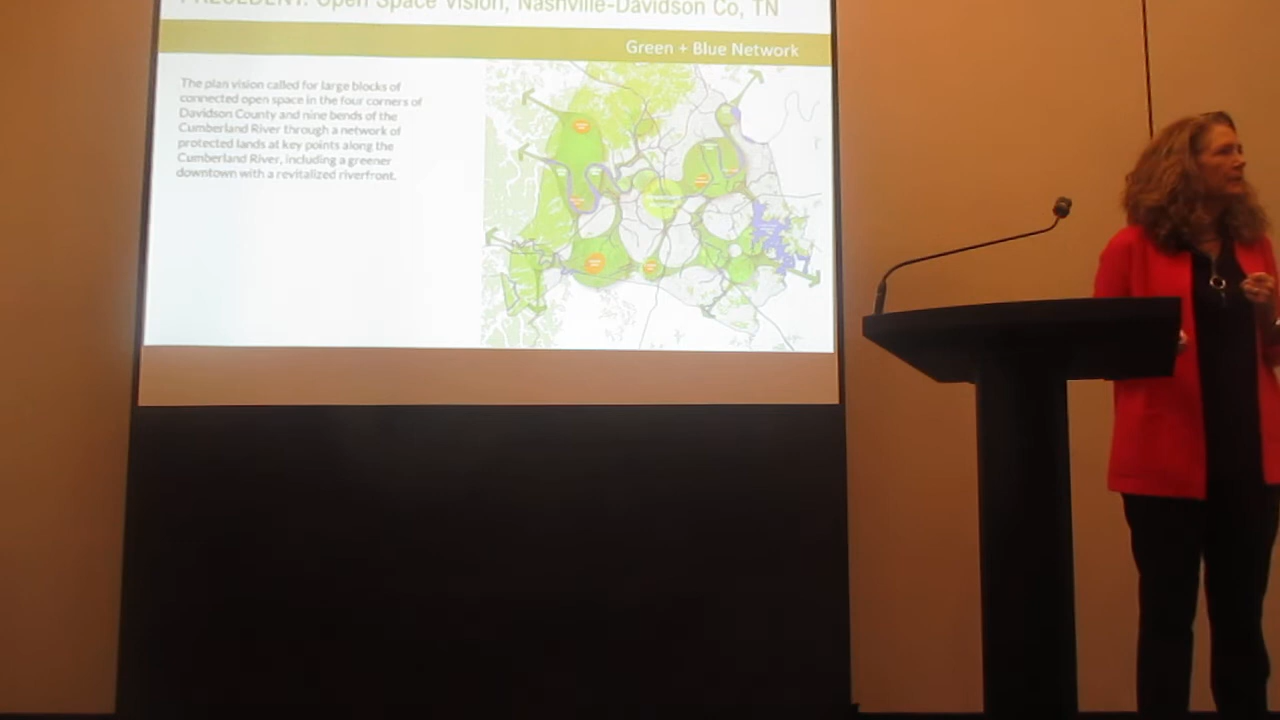 PRECEDENT: Open Space Vision, Nashville-Davidson Co, TN
Green + Blue Network
The plan vision called for large blocks of
connected open space in the four corners of
Davidson County and nine bends of the
Cumberland River through a network of
protected lands at key points along the
Cumberland River, including a greener
downtown with a revitalized riverfront.